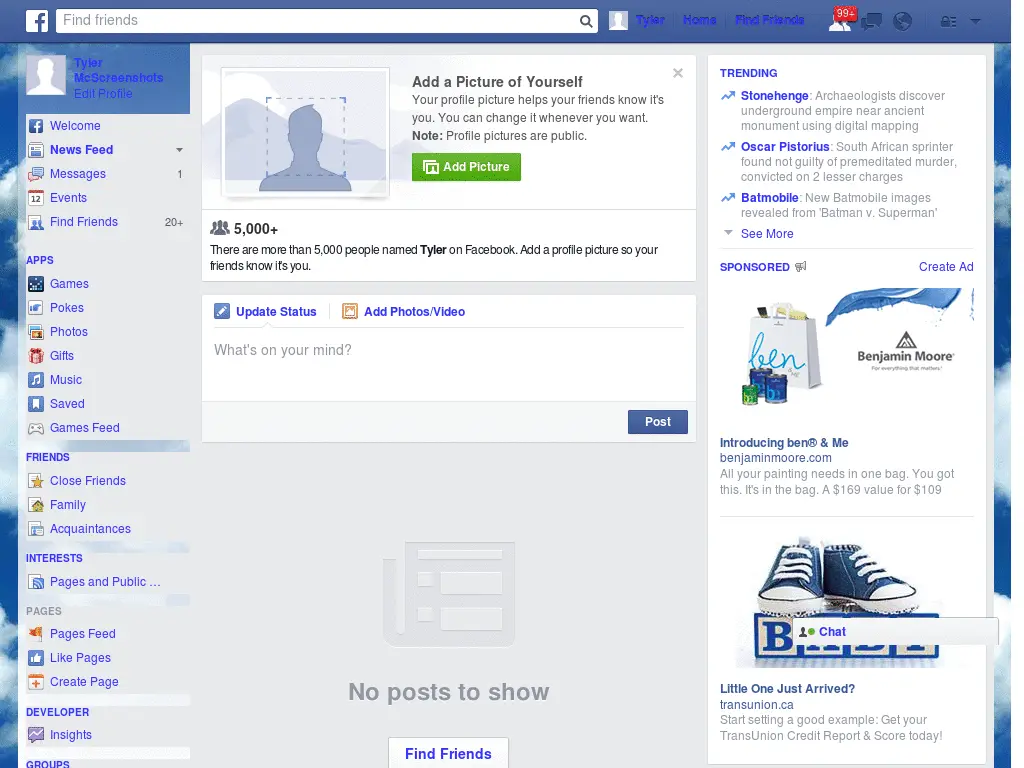 Find friends
Tyler Home Find Friends
99+
Tyler
McScreenshots
Edit Profile
Welcome
News Feed
Messages 1
12 Events
Find Friends 20+
APPS
Games
Pokes
Photos
Gifts
Music
Saved
Games Feed
FRIENDS
Close Friends
Family
Acquaintances
INTERESTS
Pages and Public ...
PAGES
Pages Feed
Like Pages
Create Page
DEVELOPER
Insights
GROUPS
Add a Picture of Yourself
Your profile picture helps your friends know it's
you. You can change it whenever you want.
Note: Profile pictures are public.
Add Picture
5,000+
There are more than 5,000 people named Tyler on Facebook. Add a profile picture so your
friends know it's you.
Update Status Add Photos/Video
What's on your mind?
Post
No posts to show
Find Friends
TRENDING
Stonehenge: Archaeologists discover
underground empire near ancient
monument using digital mapping
Oscar Pistorius: South African sprinter
found not guilty of premeditated murder,
convicted on 2 lesser charges
Batmobile: New Batmobile images
revealed from 'Batman v. Superman'
See More
SPONSORED Create Ad
ben
& ME
Benjamin Moore®
For everything that matters.™
Introducing ben® & Me
benjaminmoore.com
All your painting needs in one bag. You got
this. It's in the bag. A $169 value for $109
BABY
Chat
Little One Just Arrived?
transunion.ca
Start setting a good example: Get your
TransUnion Credit Report & Score today!